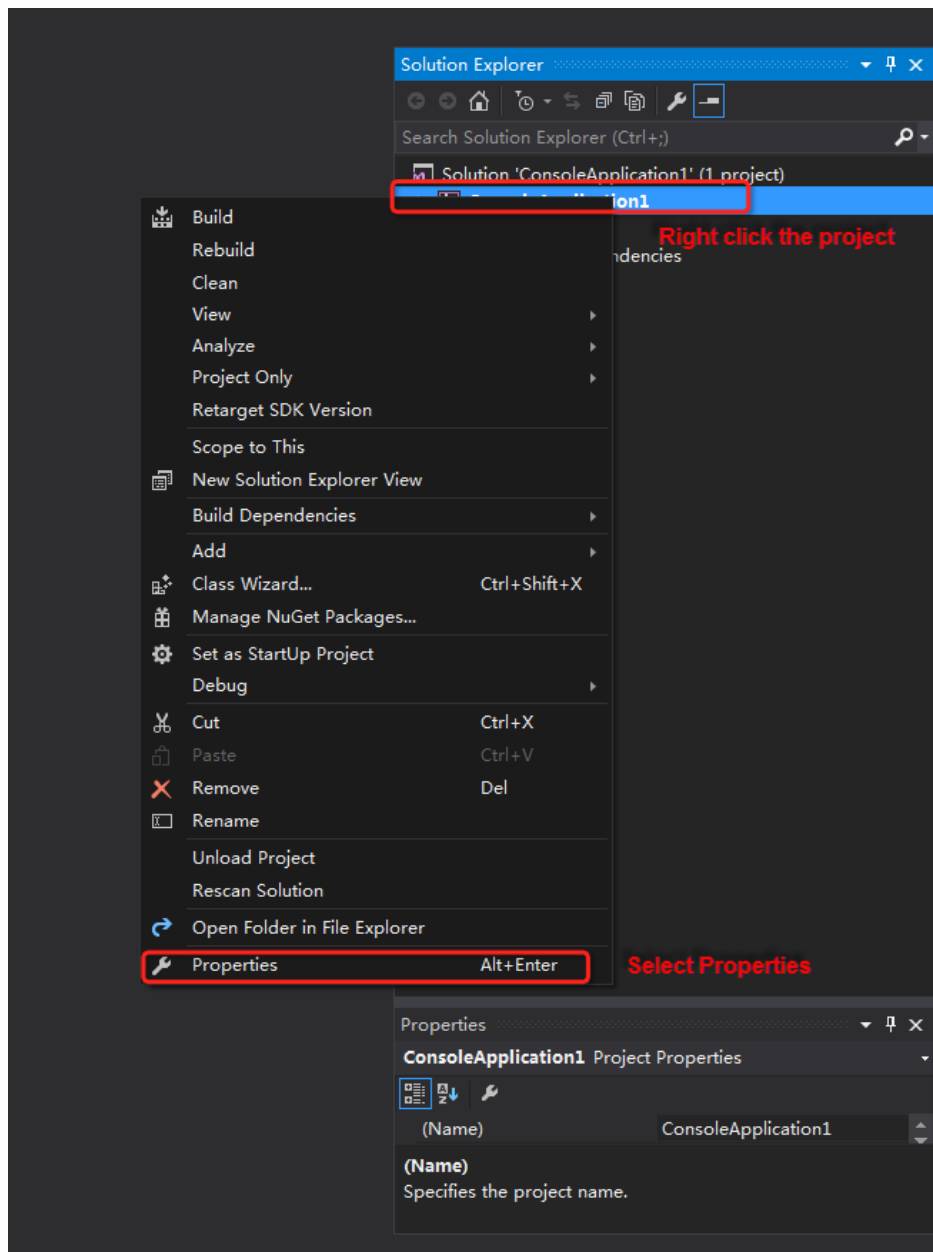 Solution Explorer
Search Solution Explorer (Ctrl+;)
Solution 'ConsoleApplication1' (1 project)
Right click the project
Build
Rebuild
Clean
View
Analyze
Project Only
Retarget SDK Version
Scope to This
New Solution Explorer View
Build Dependencies
Add
Class Wizard... Ctrl+Shift+X
Manage NuGet Packages...
Set as StartUp Project
Debug
Cut Ctrl+X
Paste Ctrl+V
Remove Del
Rename
Unload Project
Rescan Solution
Open Folder in File Explorer
Properties Alt+Enter
Select Properties
Properties
ConsoleApplication1 Project Properties
(Name) ConsoleApplication1
(Name)
Specifies the project name.